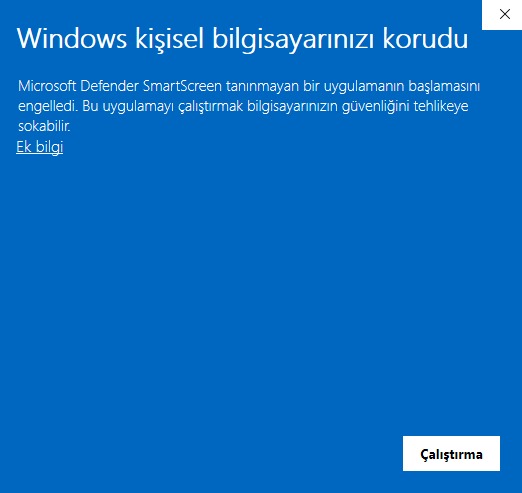 Windows kişisel bilgisayarınızı korudu
Microsoft Defender SmartScreen tanınmayan bir uygulamanın başlamasını
engelledi. Bu uygulamayı çalıştırmak bilgisayarınızın güvenliğini tehlikeye
sokabilir.
Ek bilgi
Çalıştırma